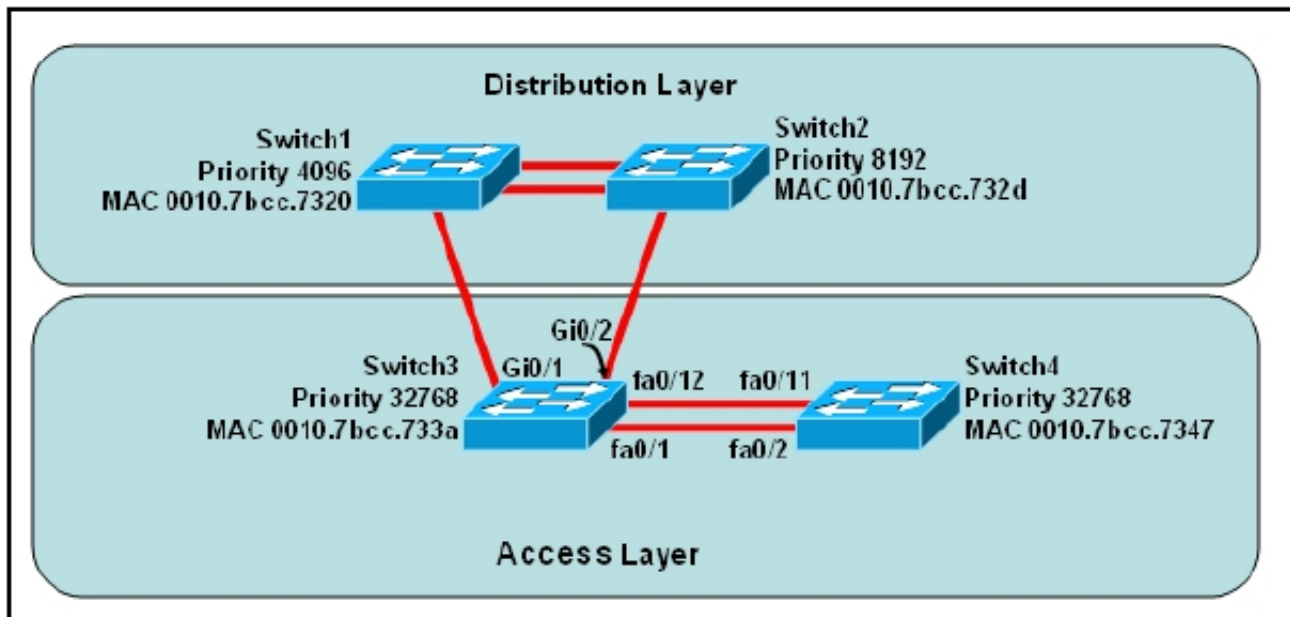 Distribution Layer
Switch1
Priority 4096
MAC 0010.7bcc.7320
Switch2
Priority 8192
MAC 0010.7bcc.732d
Switch3
Priority 32768
MAC 0010.7bcc.733a
Gi0/1
Gi0/2
fa0/12
fa0/11
fa0/1
fa0/2
Switch4
Priority 32768
MAC 0010.7bcc.7347
Access Layer